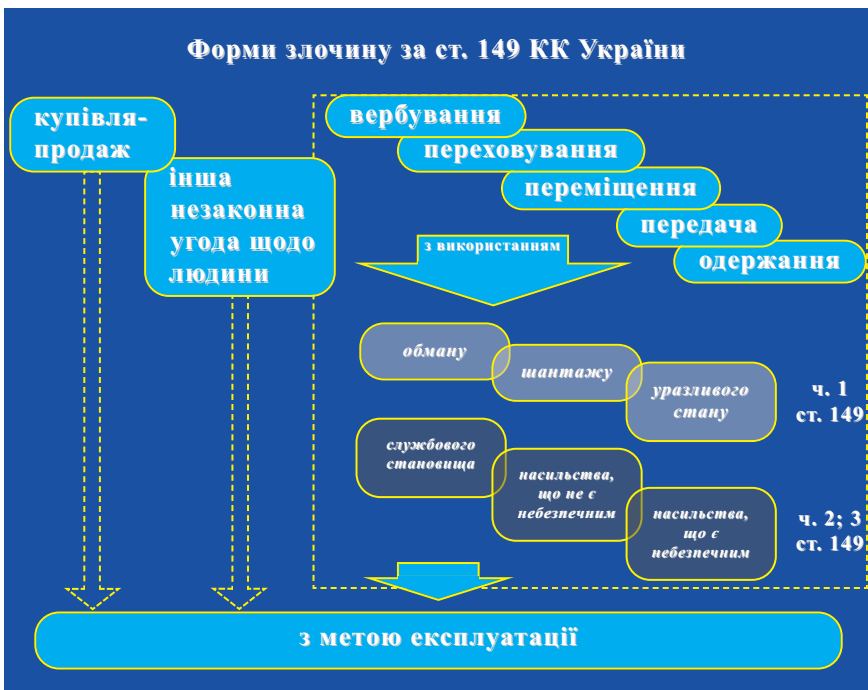 Форми злочину за ст. 149 КК України
купівля-
продаж
інша
незаконна
угода щодо
людини
вербування
переховування
переміщення
передача
одержання
з використанням
обману
шантажу
уразливого
стану
ч. 1
ст. 149
службового
становища
насильства,
що не є
небезпечним
насильства,
що є
небезпечним
ч. 2; 3
ст. 149
з метою експлуатації